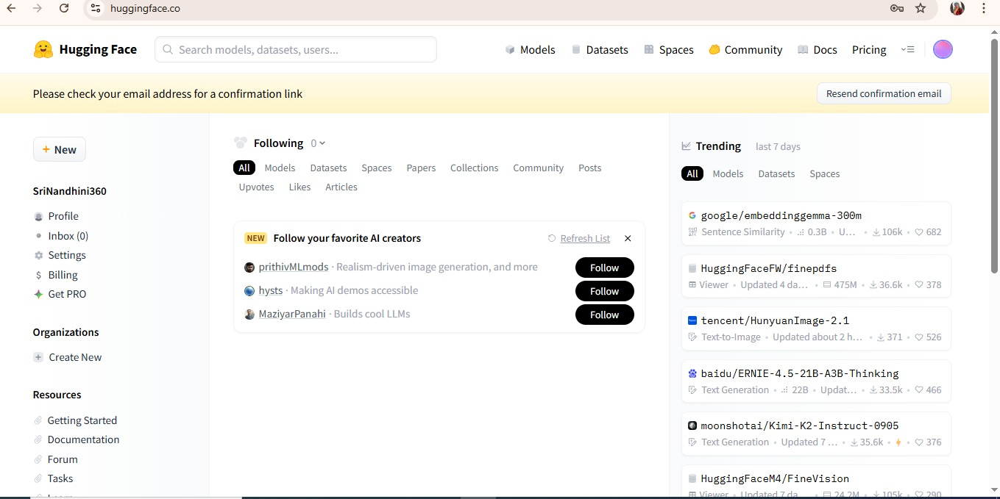 huggingface.co
Hugging Face
Search models, datasets, users...
Models
Datasets
Spaces
Community
Docs
Pricing
Please check your email address for a confirmation link
Resend confirmation email
+ New
SriNandhini360
Profile
Inbox (0)
Settings
$ Billing
Get PRO
Organizations
+ Create New
Resources
Getting Started
Documentation
Forum
Tasks
Following 0
All Models Datasets Spaces Papers Collections Community Posts
Upvotes Likes Articles
NEW Follow your favorite AI creators
Refresh List
prithivMLmods · Realism-driven image generation, and more
Follow
hysts · Making AI demos accessible
Follow
MaziyarPanahi · Builds cool LLMs
Follow
Trending last 7 days
All Models Datasets Spaces
google/embeddinggemma-300m
Sentence Similarity • 0.3B • U... • 106k • 682
HuggingFaceFW/finepdfs
Viewer • Updated 4 da... • 475M • 36.6k • 378
tencent/HunyuanImage-2.1
Text-to-Image • Updated about 2 h... • 371 • 526
baidu/ERNIE-4.5-21B-A3B-Thinking
Text Generation • 22B • Updat... • 33.5k • 466
moonshotai/Kimi-K2-Instruct-0905
Text Generation • Updated 7 ... • 35.6k • 376
HuggingFaceM4/FineVision
Viewer • Updated 7 da... • 24.2M • 105k • 290